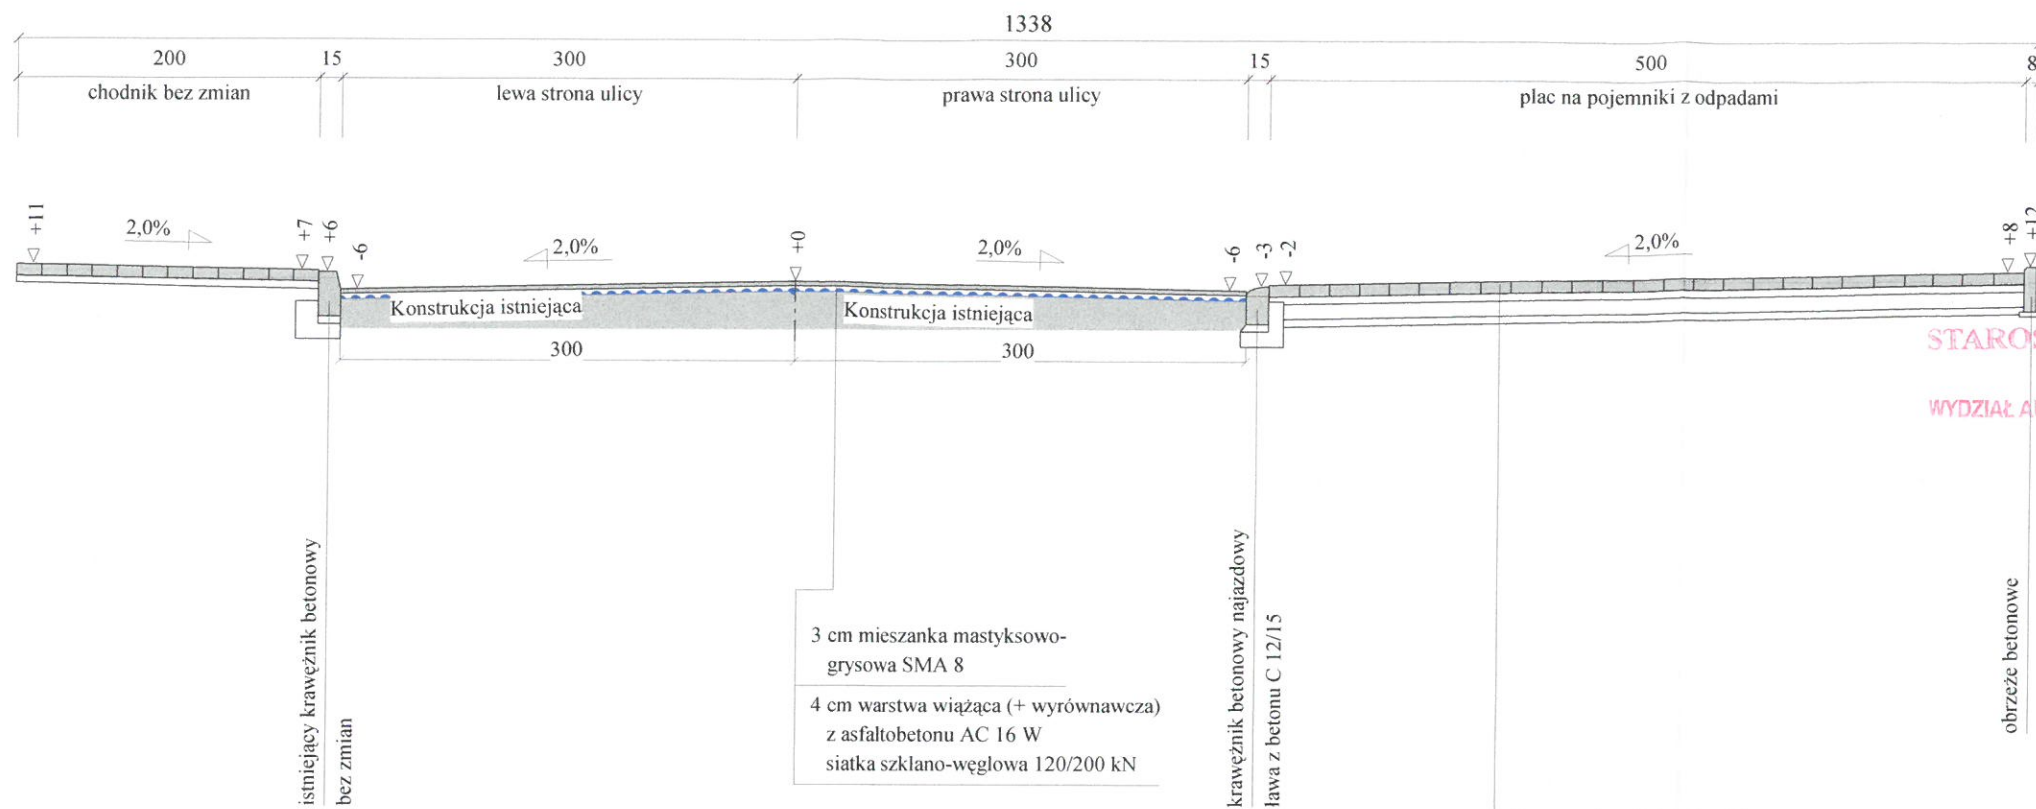 1338
200 15 300 300 15 500 8
chodnik bez zmian lewa strona ulicy prawa strona ulicy plac na pojemniki z odpadami
+11 2,0% +7 +6 -6 2,0% +0 2,0% -6 -3 -2 2,0% +8 +12
Konstrukcja istniejąca Konstrukcja istniejąca
300 300
STAROS
WYDZIAŁ A
istniejący krawężnik betonowy
bez zmian
3 cm mieszanka mastyksowo-
grysowa SMA 8
4 cm warstwa wiążąca (+ wyrównawcza)
z asfaltobetonu AC 16 W
siatka szklano-węglowa 120/200 kN
krawężnik betonowy najazdowy
ława z betonu C 12/15
obrzeże betonowe